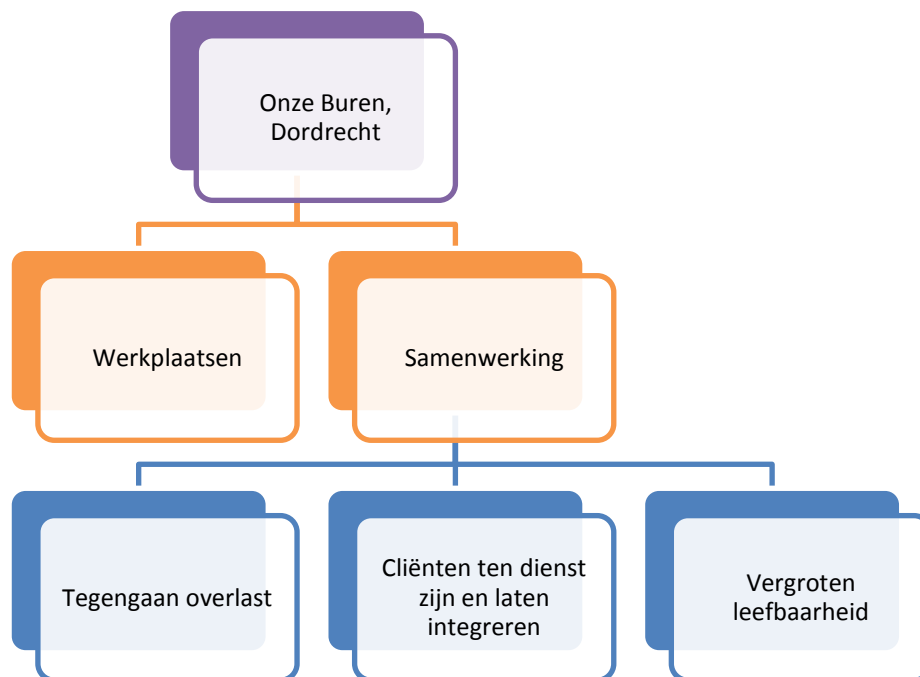 Onze Buren,
Dordrecht
Werkplaatsen
Samenwerking
Tegengaan overlast
Cliënten ten dienst
zijn en laten
integreren
Vergroten
leefbaarheid